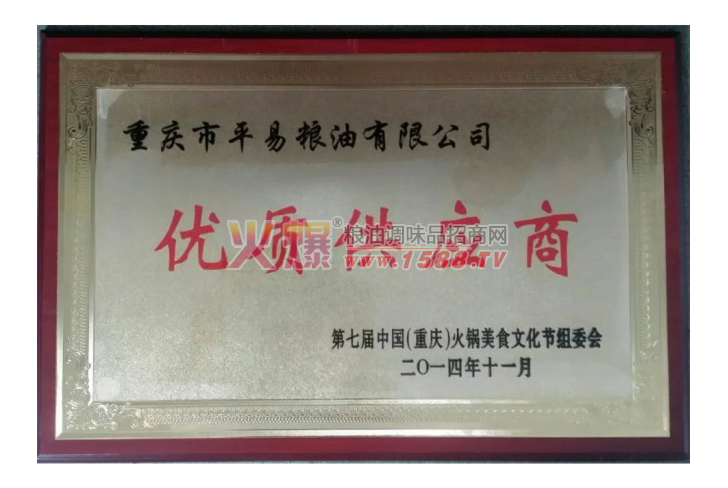 重庆市平易粮油有限公司
优质供应商
火爆®粮油调味品招商网
www.1588.TV
第七届中国(重庆)火锅美食文化节组委会
二〇一四年十一月